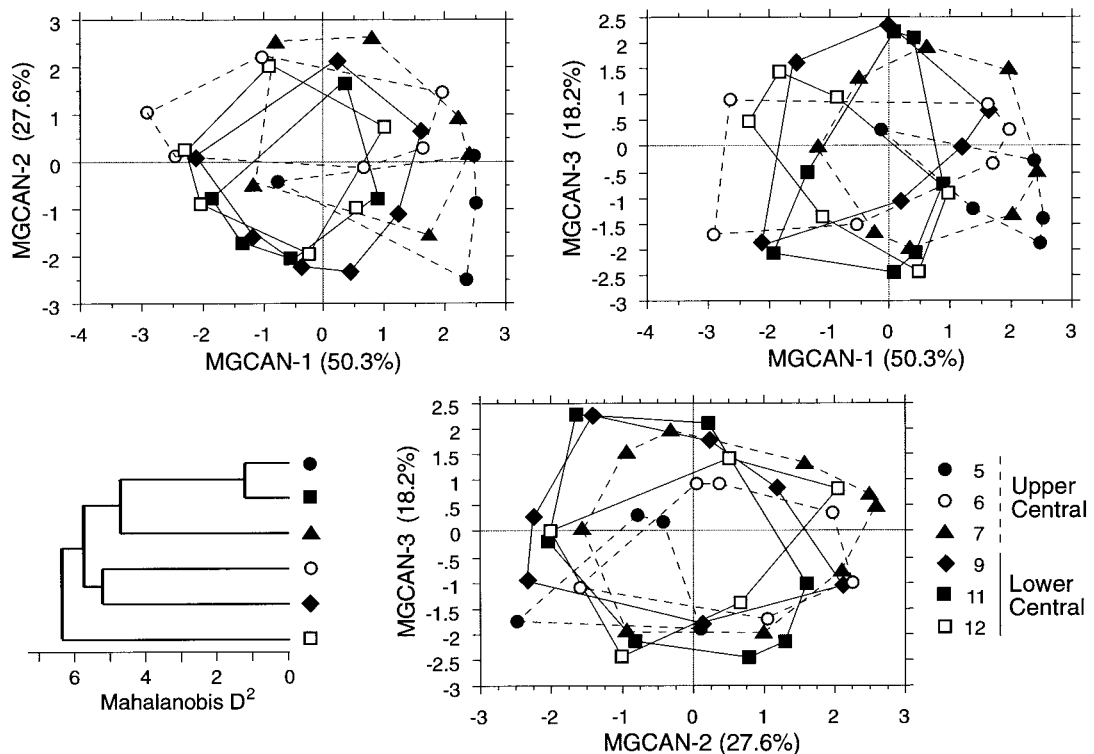 3
2
1
0
-1
-2
-3
MGCAN-2 (27.6%)
-4 -3 -2 -1 0 1 2 3
MGCAN-1 (50.3%)
2.5
2
1.5
1
.5
0
-.5
-1
-1.5
-2
-2.5
-3
MGCAN-3 (18.2%)
-4 -3 -2 -1 0 1 2 3
MGCAN-1 (50.3%)
6 4 2 0
Mahalanobis D²
2.5
2
1.5
1
.5
0
-.5
-1
-1.5
-2
-2.5
-3
MGCAN-3 (18.2%)
-3 -2 -1 0 1 2 3
MGCAN-2 (27.6%)
5
6
7
Upper
Central
9
11
12
Lower
Central